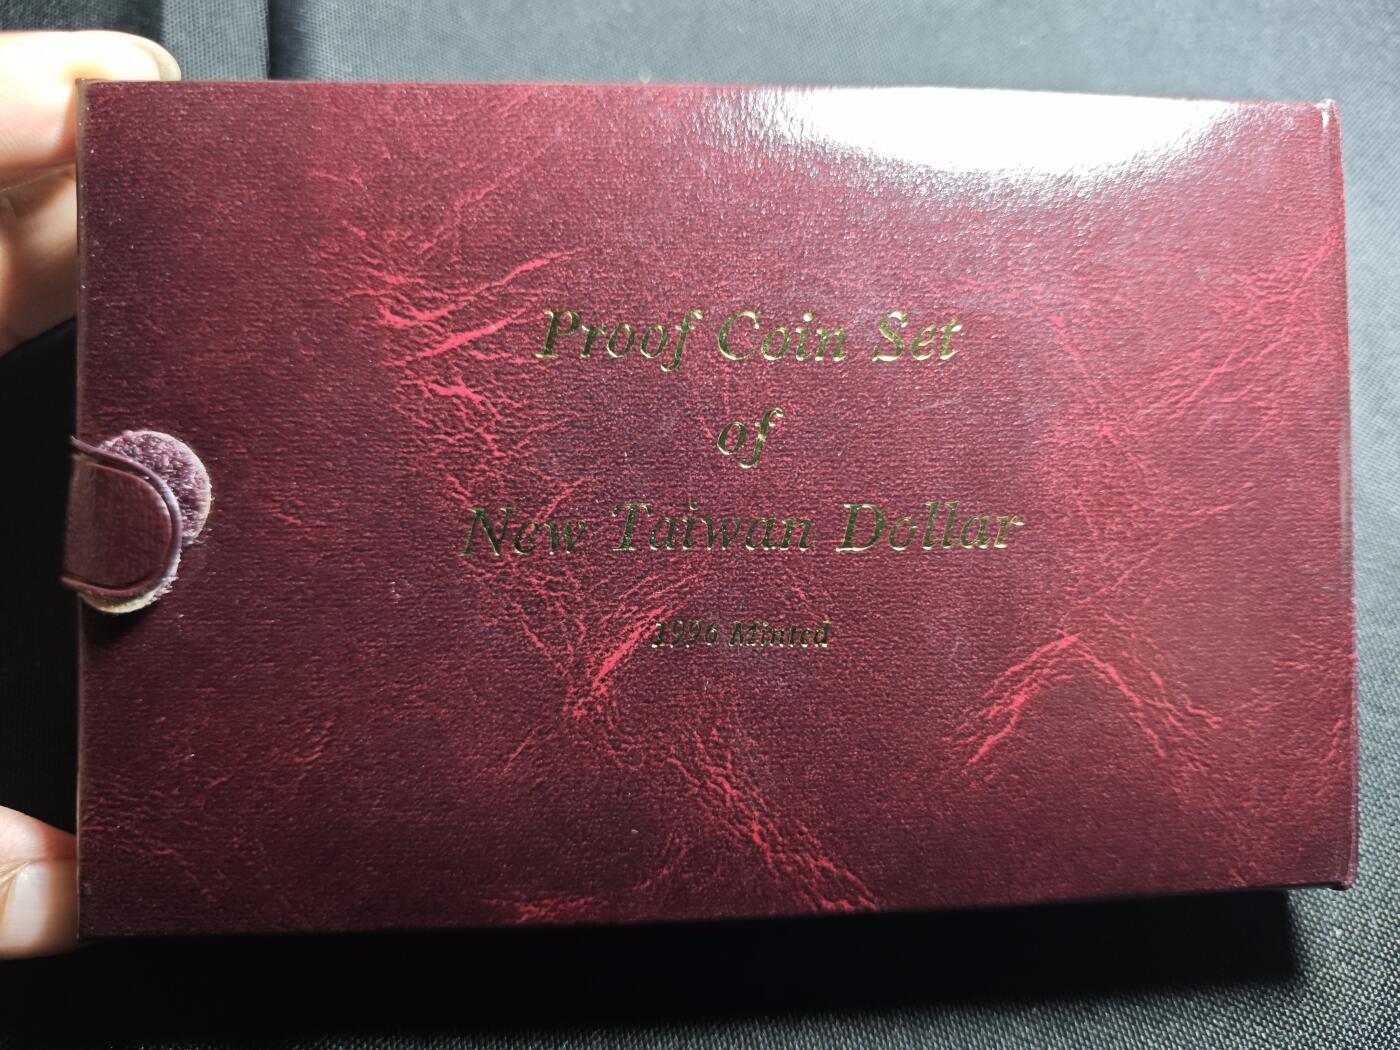 Proof Coin Set
of
New Taiwan Dollar
1996 Minted